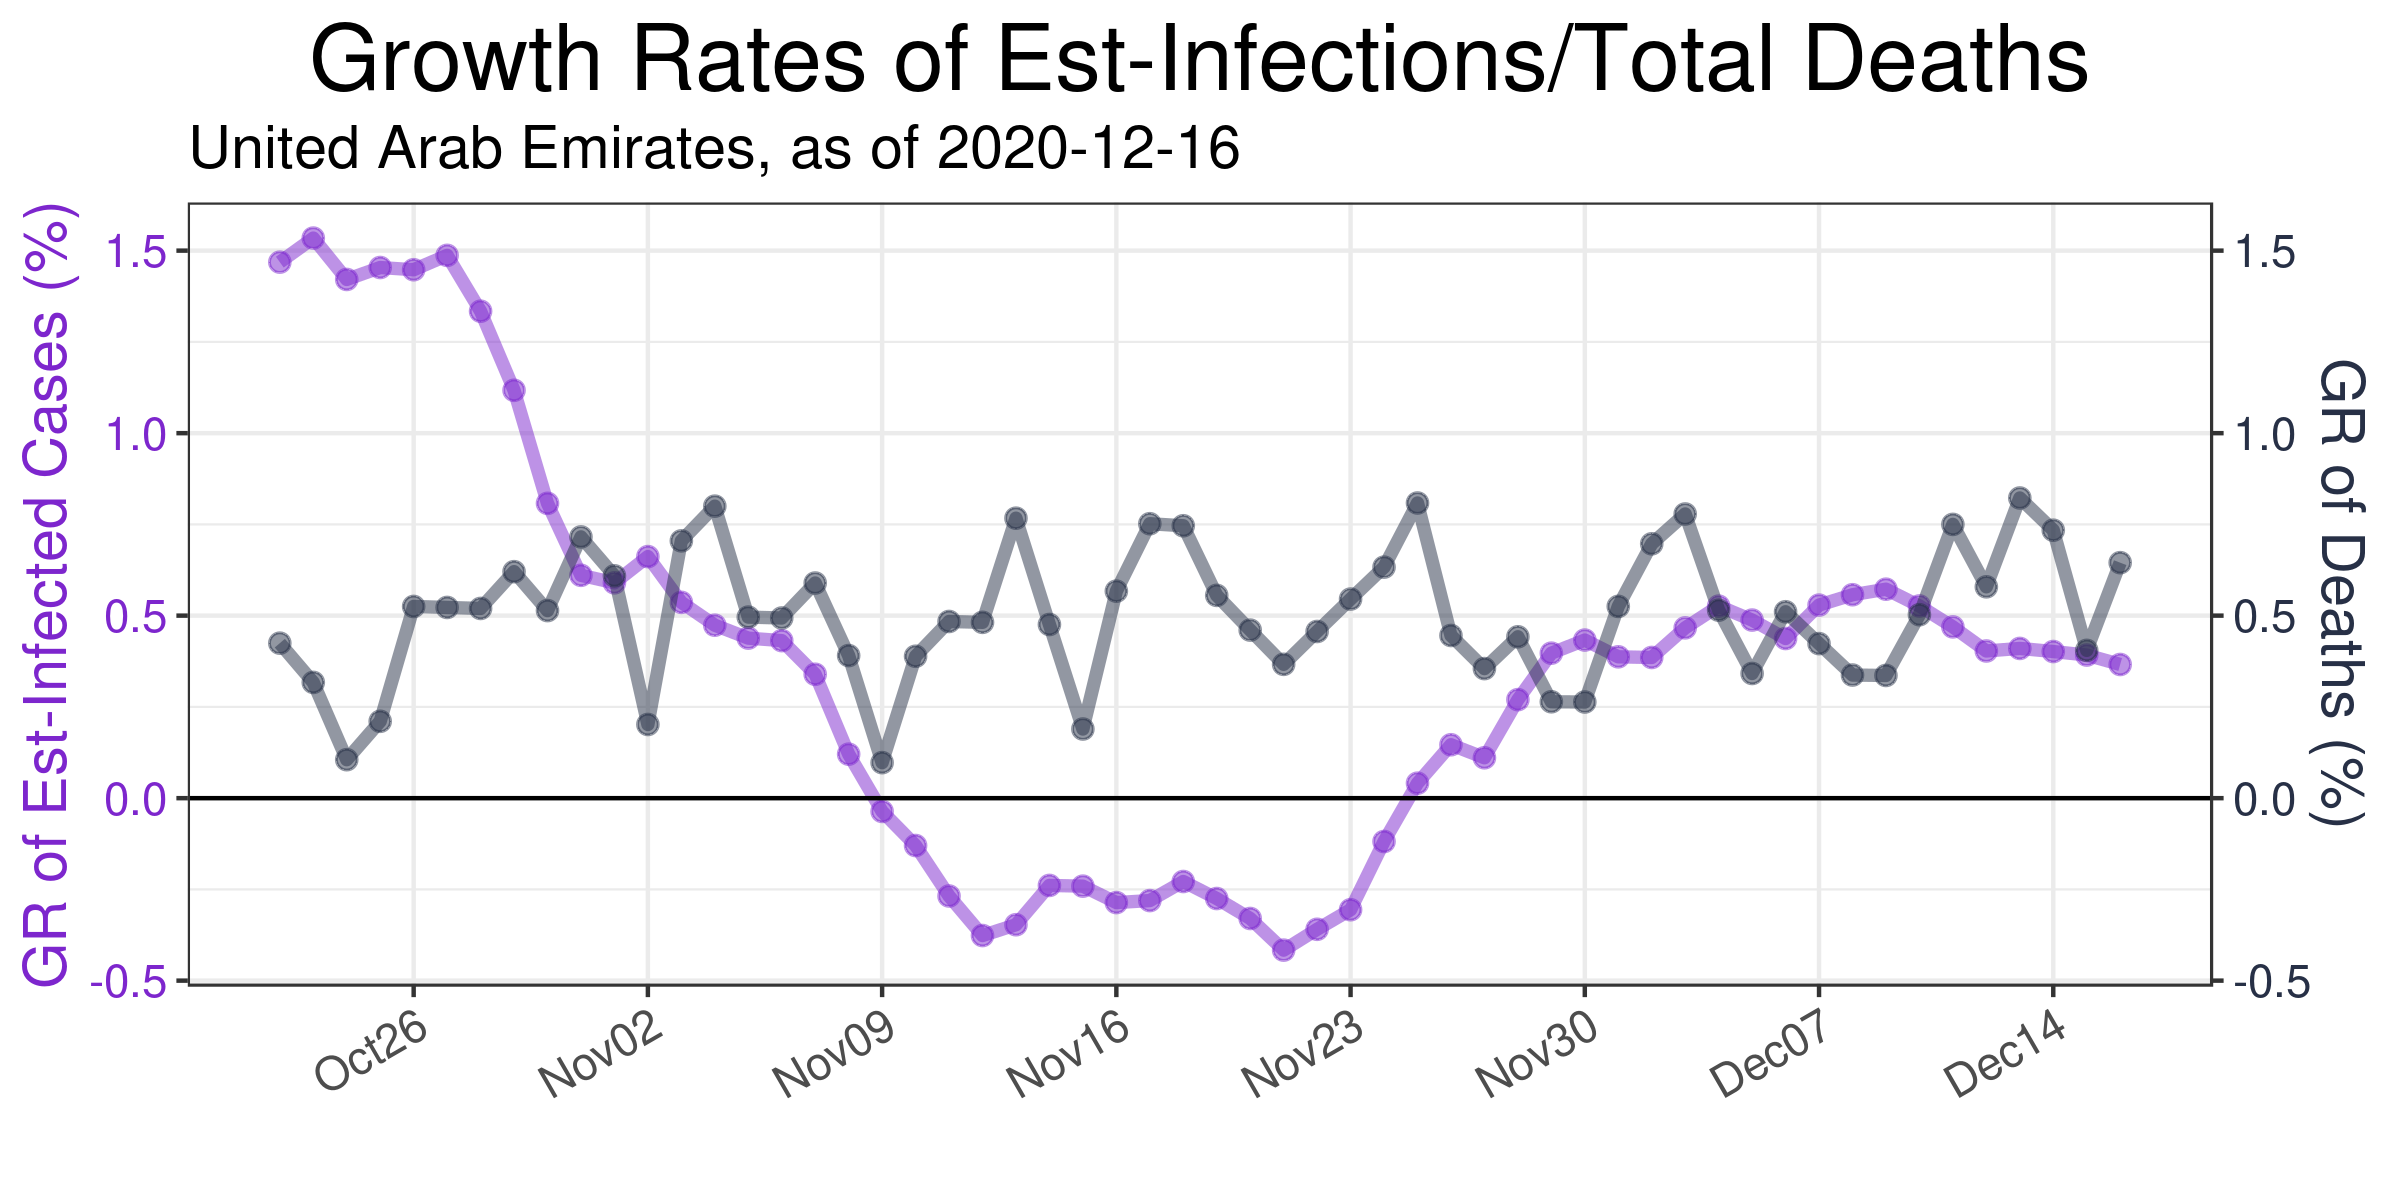 Growth Rates of Est-Infections/Total Deaths
United Arab Emirates, as of 2020-12-16
GR of Est-Infected Cases (%)
1.5
1.0
0.5
0.0
-0.5
1.5
1.0
0.5
0.0
-0.5
GR of Deaths (%)
Oct26
Nov02
Nov09
Nov16
Nov23
Nov30
Dec07
Dec14